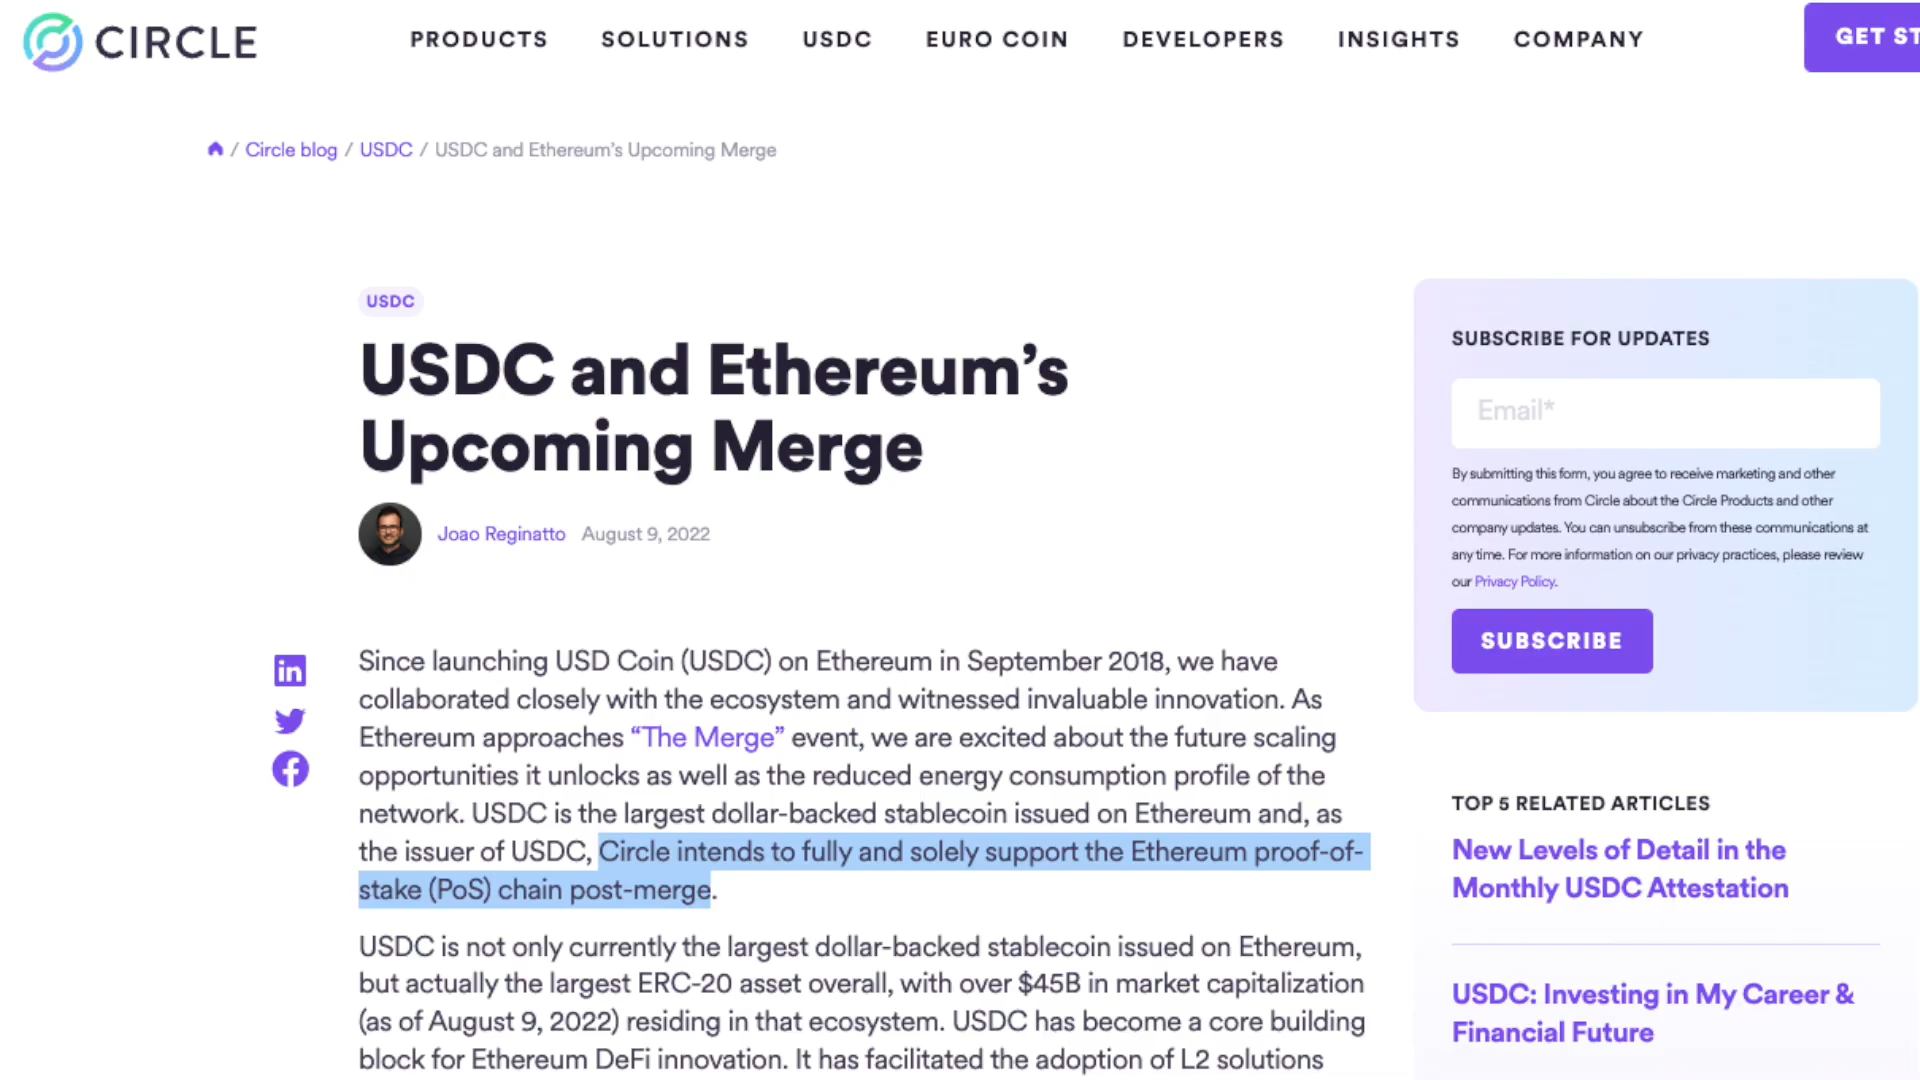 CIRCLE
PRODUCTS SOLUTIONS USDC EURO COIN DEVELOPERS INSIGHTS COMPANY
GET ST
/ Circle blog / USDC / USDC and Ethereum’s Upcoming Merge
USDC
USDC and Ethereum’s
Upcoming Merge
Joao Reginatto August 9, 2022
Since launching USD Coin (USDC) on Ethereum in September 2018, we have
collaborated closely with the ecosystem and witnessed invaluable innovation. As
Ethereum approaches “The Merge” event, we are excited about the future scaling
opportunities it unlocks as well as the reduced energy consumption profile of the
network. USDC is the largest dollar-backed stablecoin issued on Ethereum and, as
the issuer of USDC, Circle intends to fully and solely support the Ethereum proof-of-
stake (PoS) chain post-merge.
USDC is not only currently the largest dollar-backed stablecoin issued on Ethereum,
but actually the largest ERC-20 asset overall, with over $45B in market capitalization
(as of August 9, 2022) residing in that ecosystem. USDC has become a core building
block for Ethereum DeFi innovation. It has facilitated the adoption of L2 solutions
SUBSCRIBE FOR UPDATES
Email*
By submitting this form, you agree to receive marketing and other
communications from Circle about the Circle Products and other
company updates. You can unsubscribe from these communications at
any time. For more information on our privacy practices, please review
our Privacy Policy.
SUBSCRIBE
TOP 5 RELATED ARTICLES
New Levels of Detail in the
Monthly USDC Attestation
USDC: Investing in My Career &
Financial Future